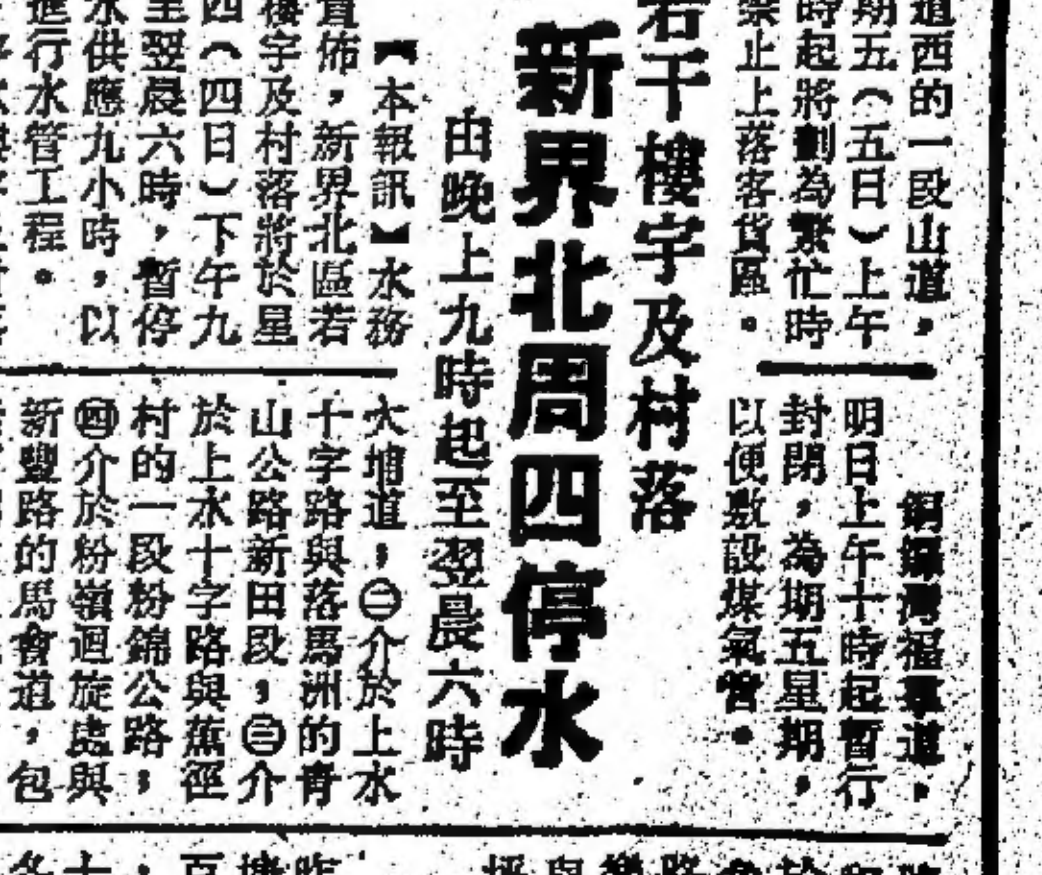 道西的一段山道，
期五（五日）上午
時起將劃為繁忙時
禁止上落客貨區。
銅鑼灣福羣道，
明日上午十時起暫行
封閉，為期五星期，
以便敷設煤氣管。
若干樓宇及村落
新界北周四停水
由晚上九時起至翌晨六時
【本報訊】水務
宣佈，新界北區若
樓宇及村落將於星
四（四日）下午九
至翌晨六時，暫停
水供應九小時，以
進行水管工程。
大埔道；㊁介於上水
十字路與落馬洲的青
山公路新田段；㊂介
於上水十字路與蕉徑
村的一段粉錦公路；
㊃介於粉嶺迴旋處與
新豐路的馬會道，包